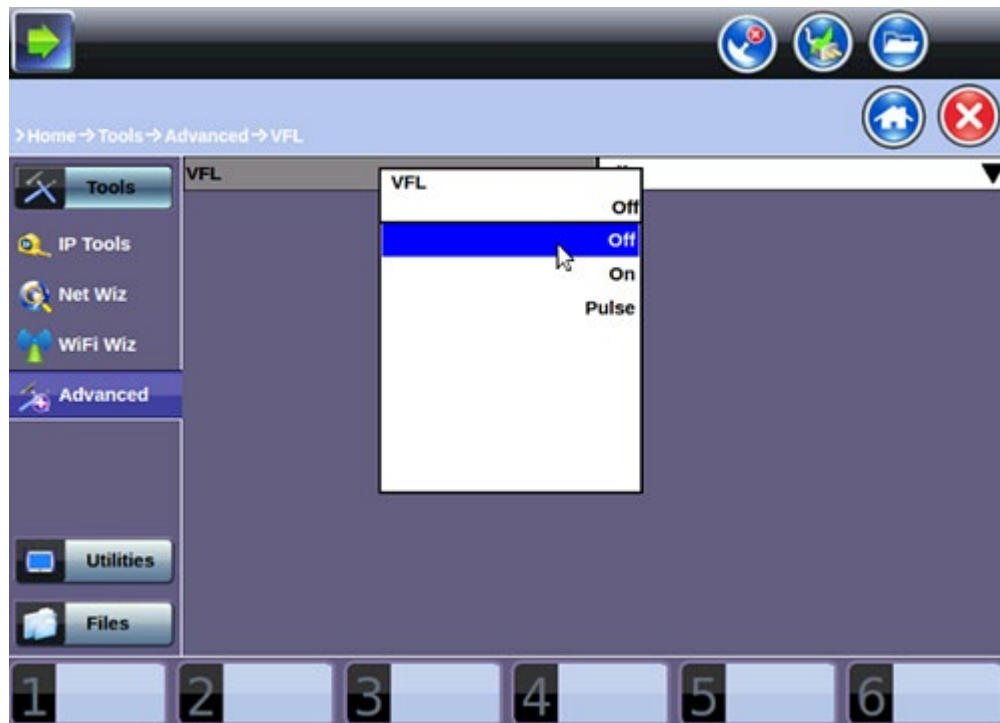 >Home→Tools→Advanced→VFL
Tools
IP Tools
Net Wiz
WiFi Wiz
Advanced
Utilities
Files
VFL
VFL
Off
Off
On
Pulse
1
2
3
4
5
6